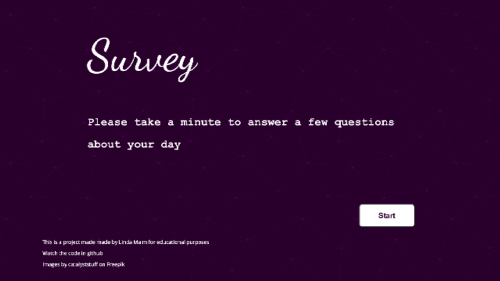 Survey
Please take a minute to answer a few questions
about your day
Start
This is a project made made by Linda Malm for educational purposes
Watch the code in github
Images by catalyststuff on Freepik